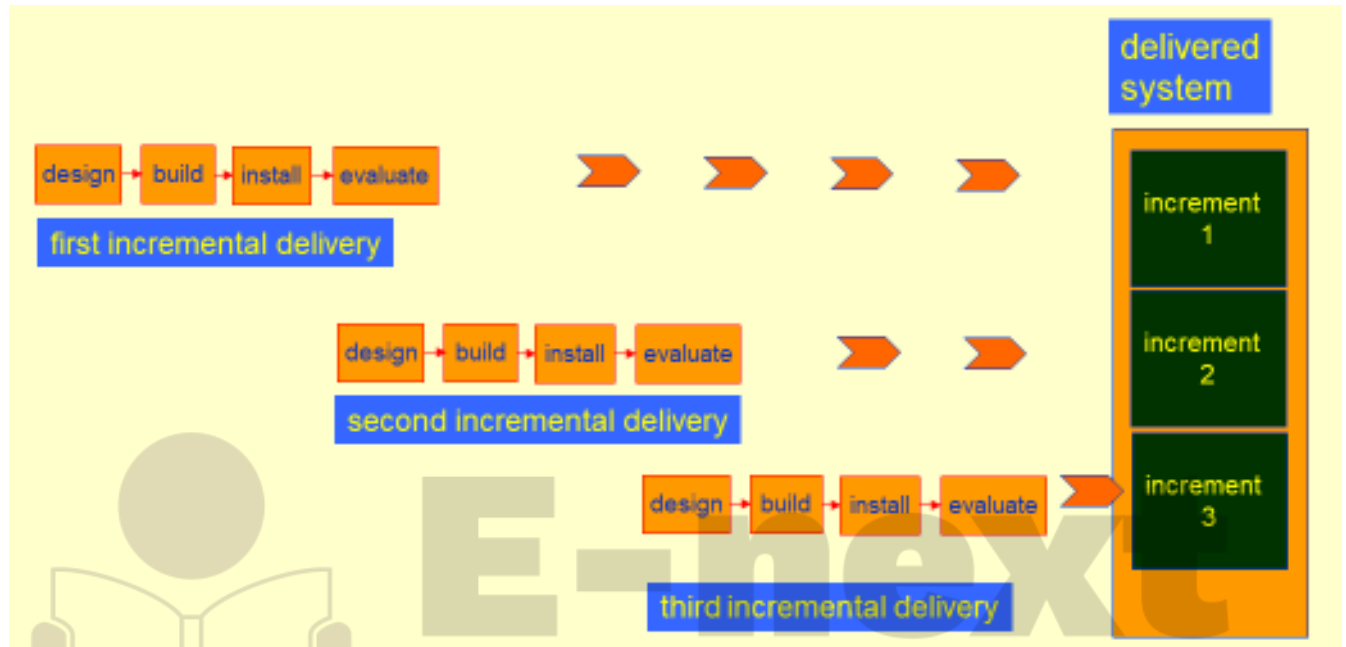 delivered
system
design build install evaluate
first incremental delivery
increment
1
design build install evaluate
second incremental delivery
increment
2
design build install evaluate
third incremental delivery
increment
3
E-next